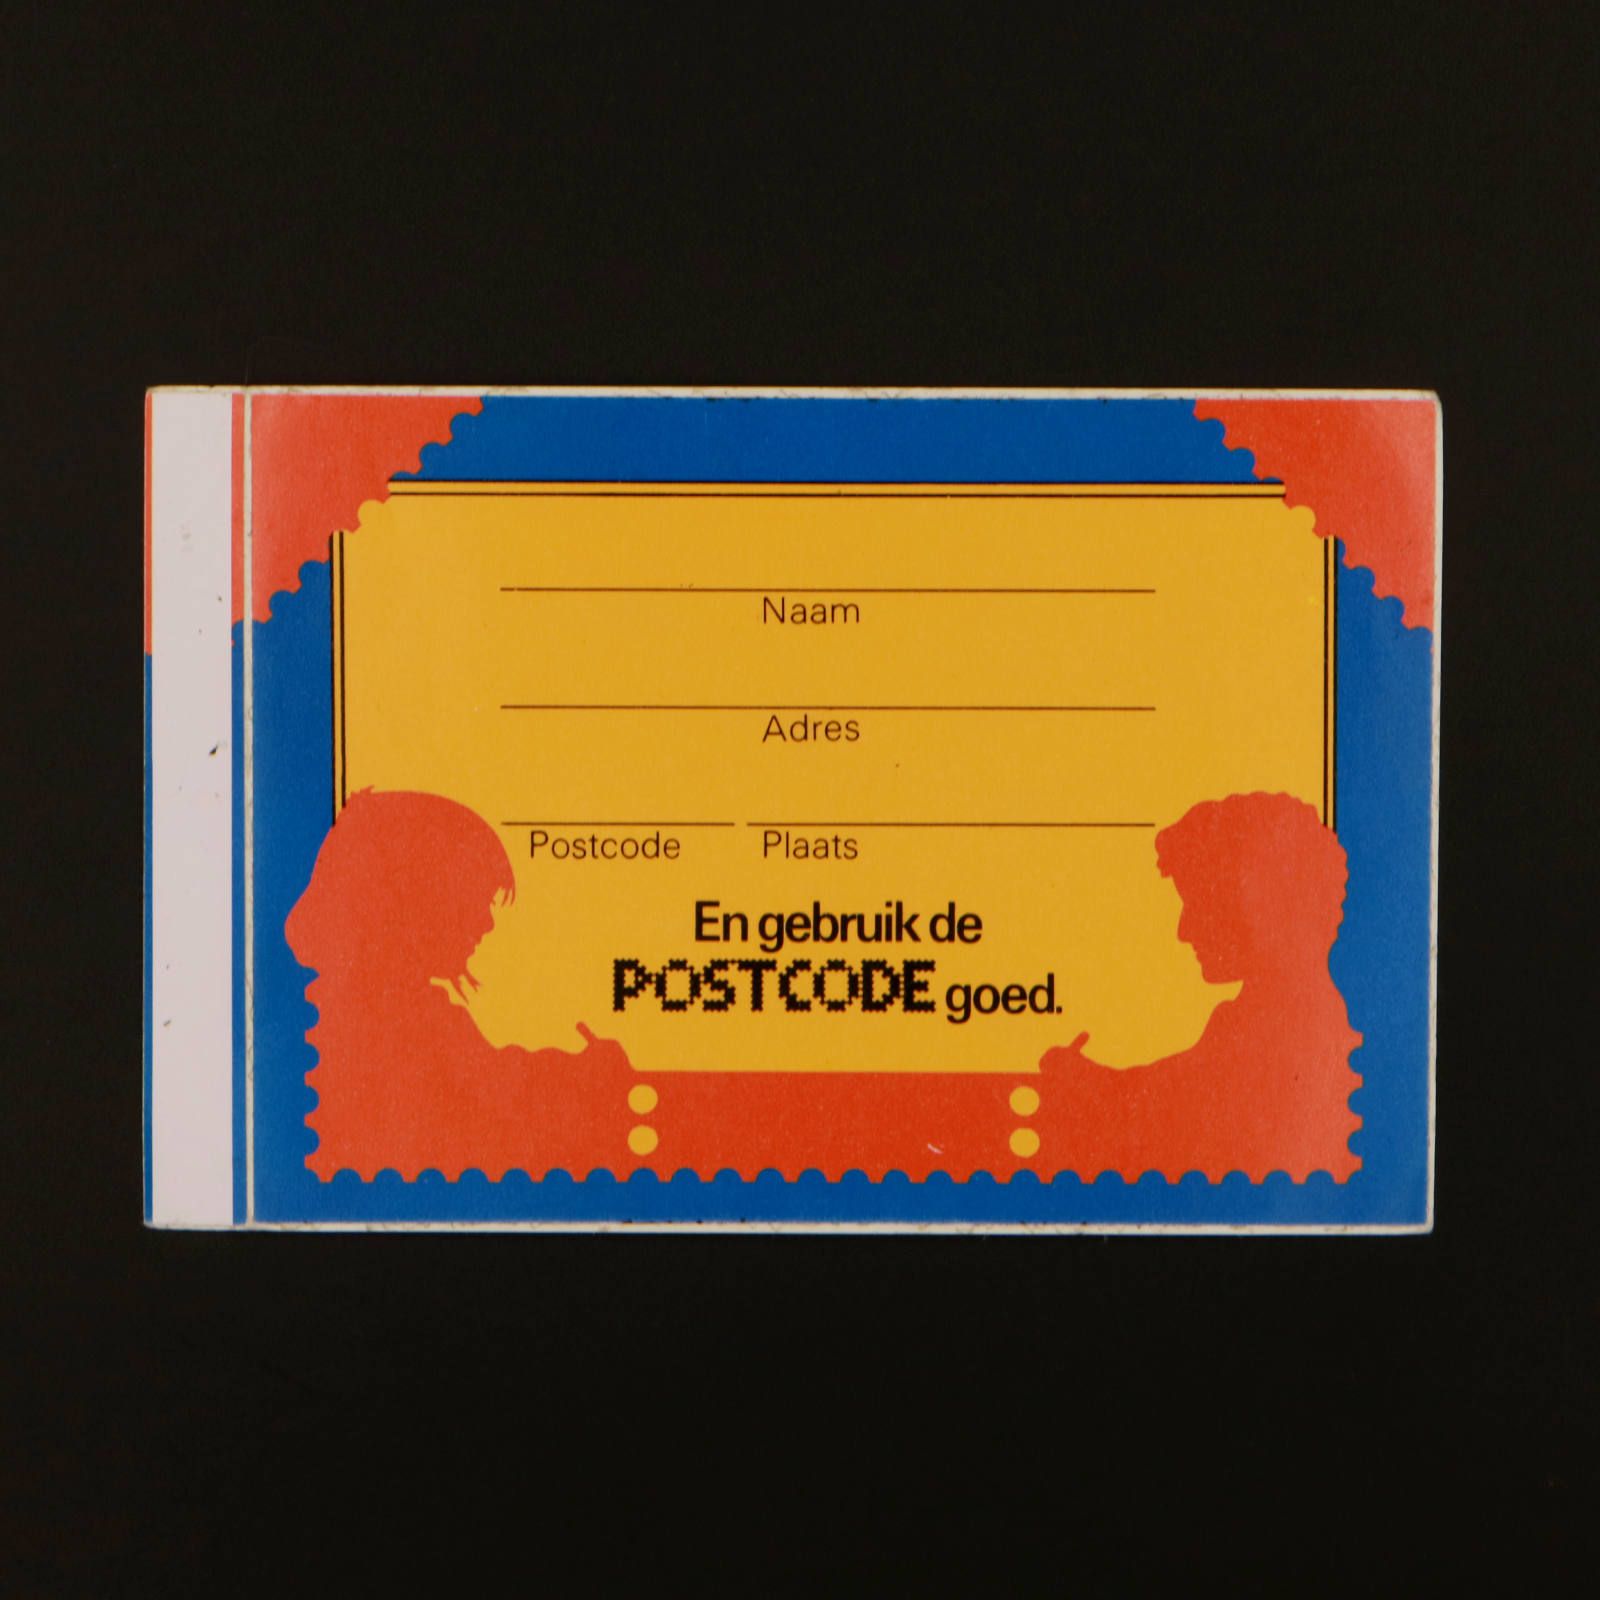 Naam
Adres
Postcode Plaats
En gebruik de
POSTCODE goed.